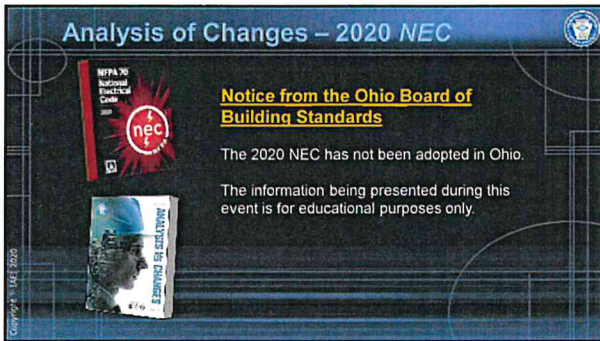 Analysis of Changes – 2020 NEC
NFPA 70
National
Electrical
Code
2020
nec
Notice from the Ohio Board of
Building Standards
The 2020 NEC has not been adopted in Ohio.
The information being presented during this
event is for educational purposes only.
ANALYSIS OF CHANGES
Copyright IAEI 2020